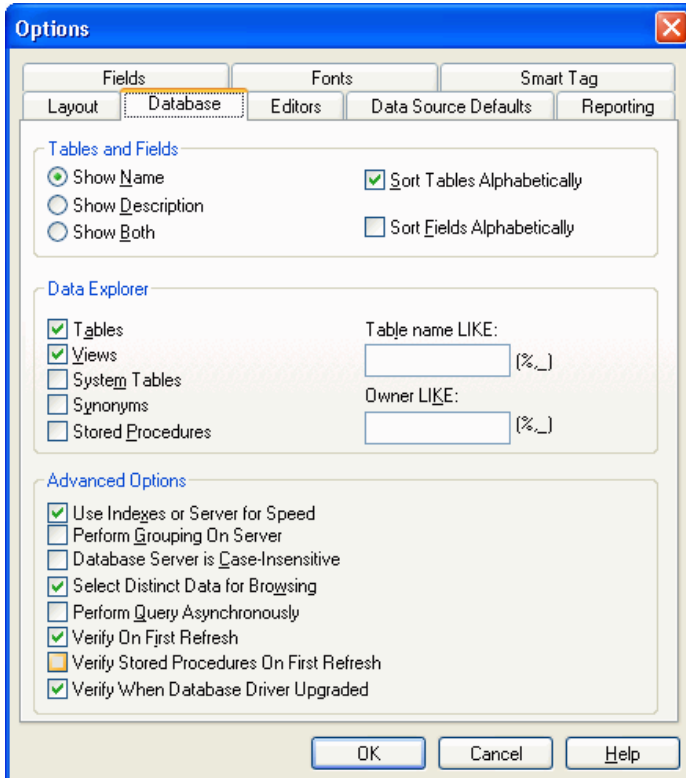 Options
Fields Fonts Smart Tag
Layout Database Editors Data Source Defaults Reporting
Tables and Fields
Show Name
Show Description
Show Both
Sort Tables Alphabetically
Sort Fields Alphabetically
Data Explorer
Tables
Views
System Tables
Synonyms
Stored Procedures
Table name LIKE:
(%,_)
Owner LIKE:
(%,_)
Advanced Options
Use Indexes or Server for Speed
Perform Grouping On Server
Database Server is Case-Insensitive
Select Distinct Data for Browsing
Perform Query Asynchronously
Verify On First Refresh
Verify Stored Procedures On First Refresh
Verify When Database Driver Upgraded
OK Cancel Help